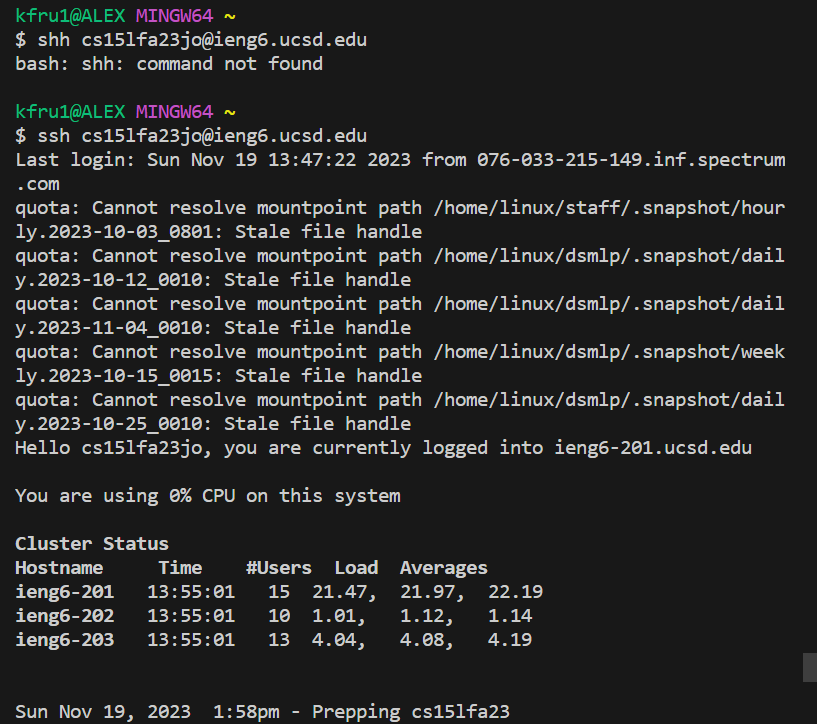 kfru1@ALEX MINGW64 ~
$ shh cs15lfa23jo@ieng6.ucsd.edu
bash: shh: command not found
kfru1@ALEX MINGW64 ~
$ ssh cs15lfa23jo@ieng6.ucsd.edu
Last login: Sun Nov 19 13:47:22 2023 from 076-033-215-149.inf.spectrum
.com
quota: Cannot resolve mountpoint path /home/linux/staff/.snapshot/hour
ly.2023-10-03_0801: Stale file handle
quota: Cannot resolve mountpoint path /home/linux/dsmlp/.snapshot/dail
y.2023-10-12_0010: Stale file handle
quota: Cannot resolve mountpoint path /home/linux/dsmlp/.snapshot/dail
y.2023-11-04_0010: Stale file handle
quota: Cannot resolve mountpoint path /home/linux/dsmlp/.snapshot/week
ly.2023-10-15_0015: Stale file handle
quota: Cannot resolve mountpoint path /home/linux/dsmlp/.snapshot/dail
y.2023-10-25_0010: Stale file handle
Hello cs15lfa23jo, you are currently logged into ieng6-201.ucsd.edu
You are using 0% CPU on this system
Cluster Status
Hostname     Time    #Users  Load  Averages
ieng6-201   13:55:01   15  21.47,  21.97,  22.19
ieng6-202   13:55:01   10  1.01,   1.12,   1.14
ieng6-203   13:55:01   13  4.04,   4.08,   4.19
Sun Nov 19, 2023  1:58pm - Prepping cs15lfa23